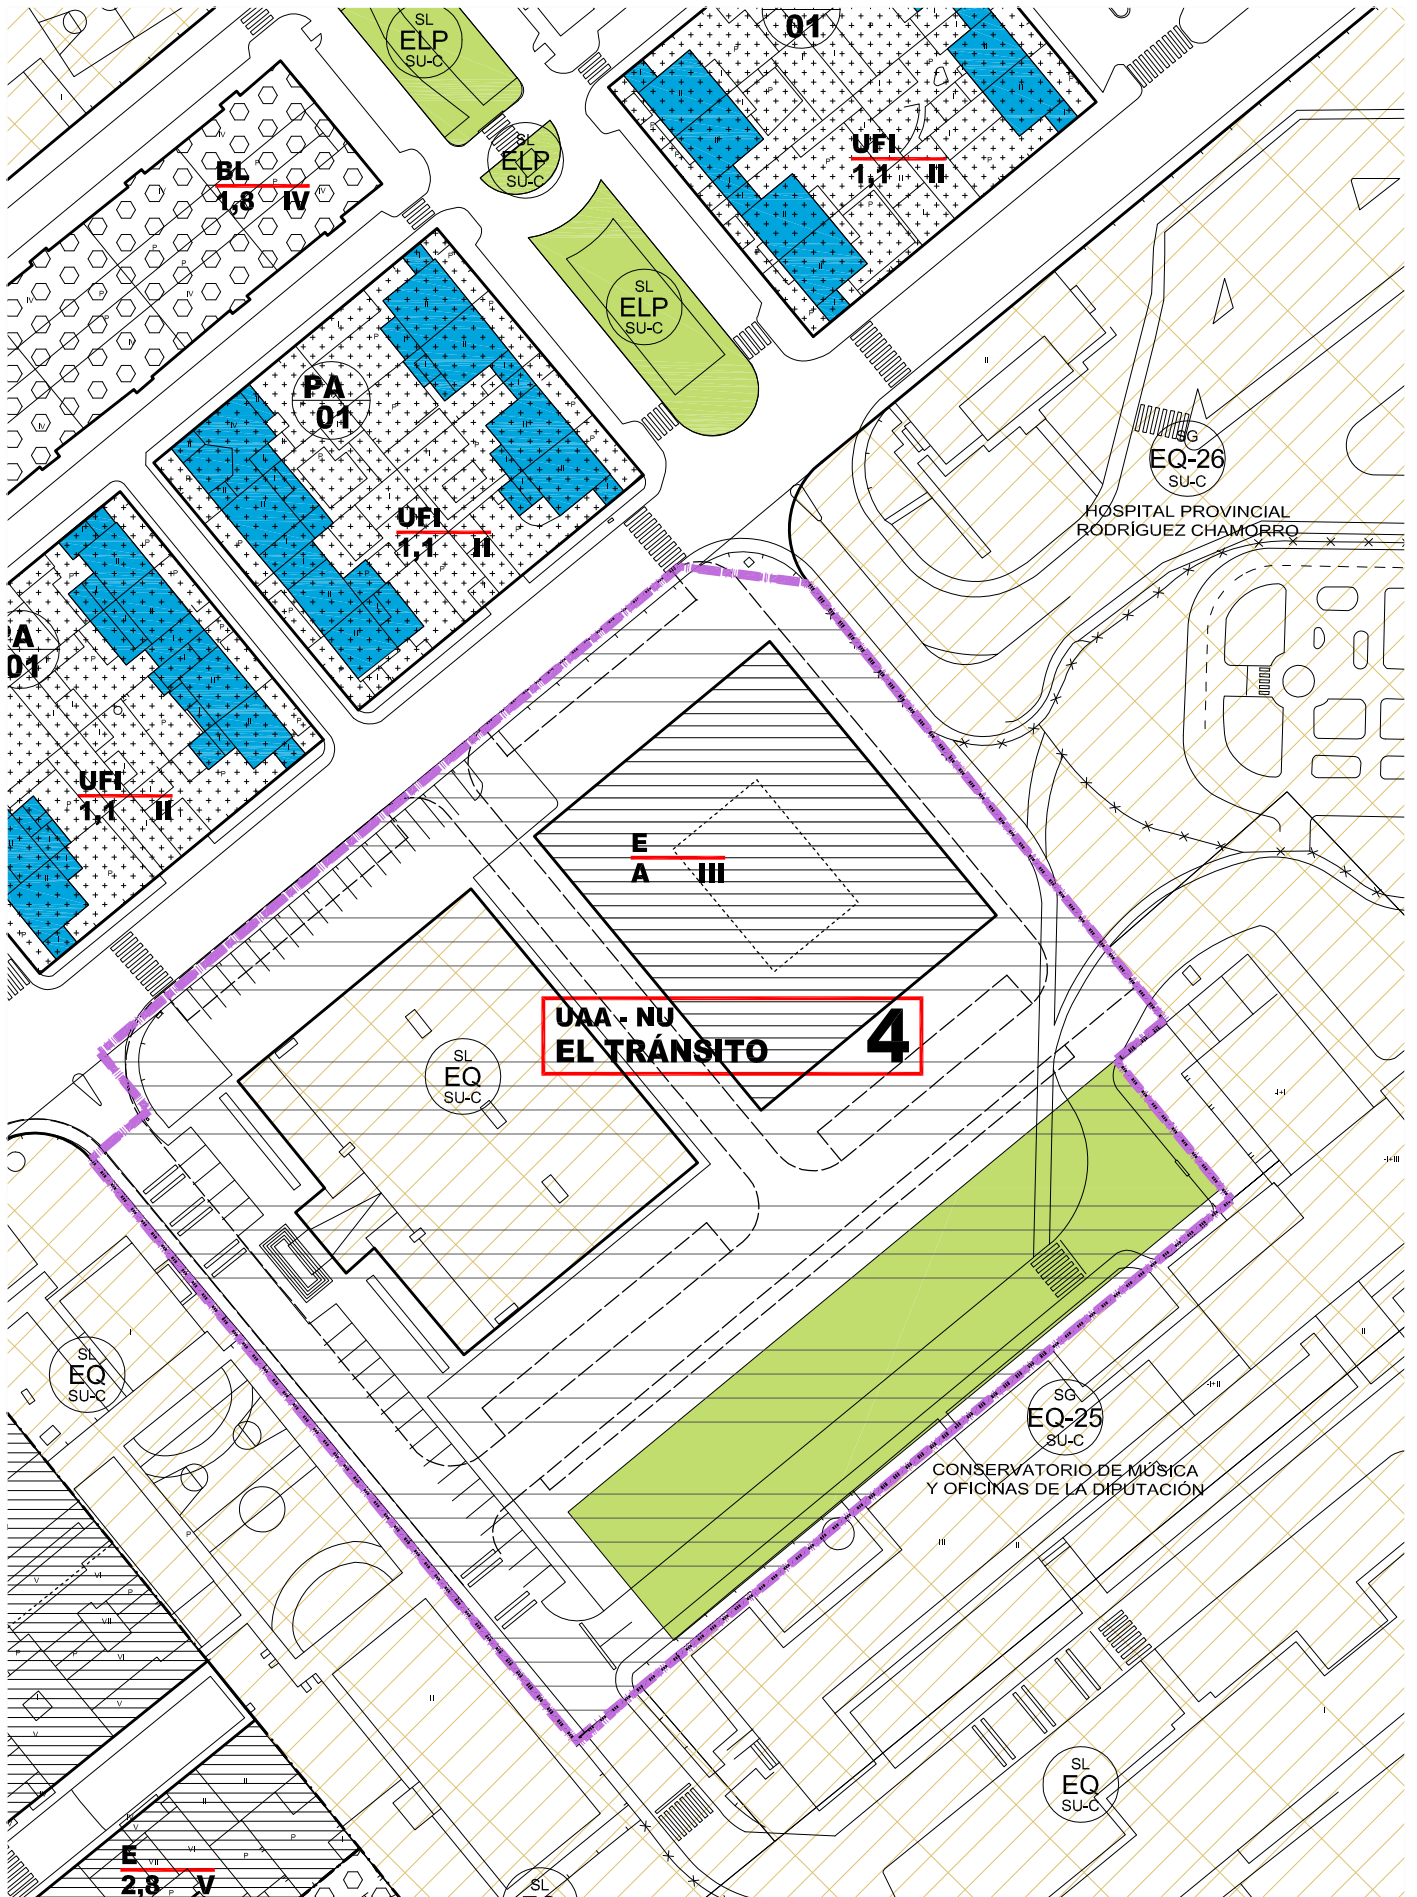 SL
ELP
SU-C
01
SL
ELP
SU-C
UFI
1,1 II
BL
1,8 IV
SL
ELP
SU-C
PA
01
SG
EQ-26
SU-C
HOSPITAL PROVINCIAL
RODRÍGUEZ CHAMORRO
UFI
1,1 II
PA
01
UFI
1,1 II
E
A III
UAA - NU
EL TRÁNSITO 4
SL
EQ
SU-C
SL
EQ
SU-C
SG
EQ-25
SU-C
CONSERVATORIO DE MÚSICA
Y OFICINAS DE LA DIPUTACIÓN
SL
EQ
SU-C
E
2,8 V
SL